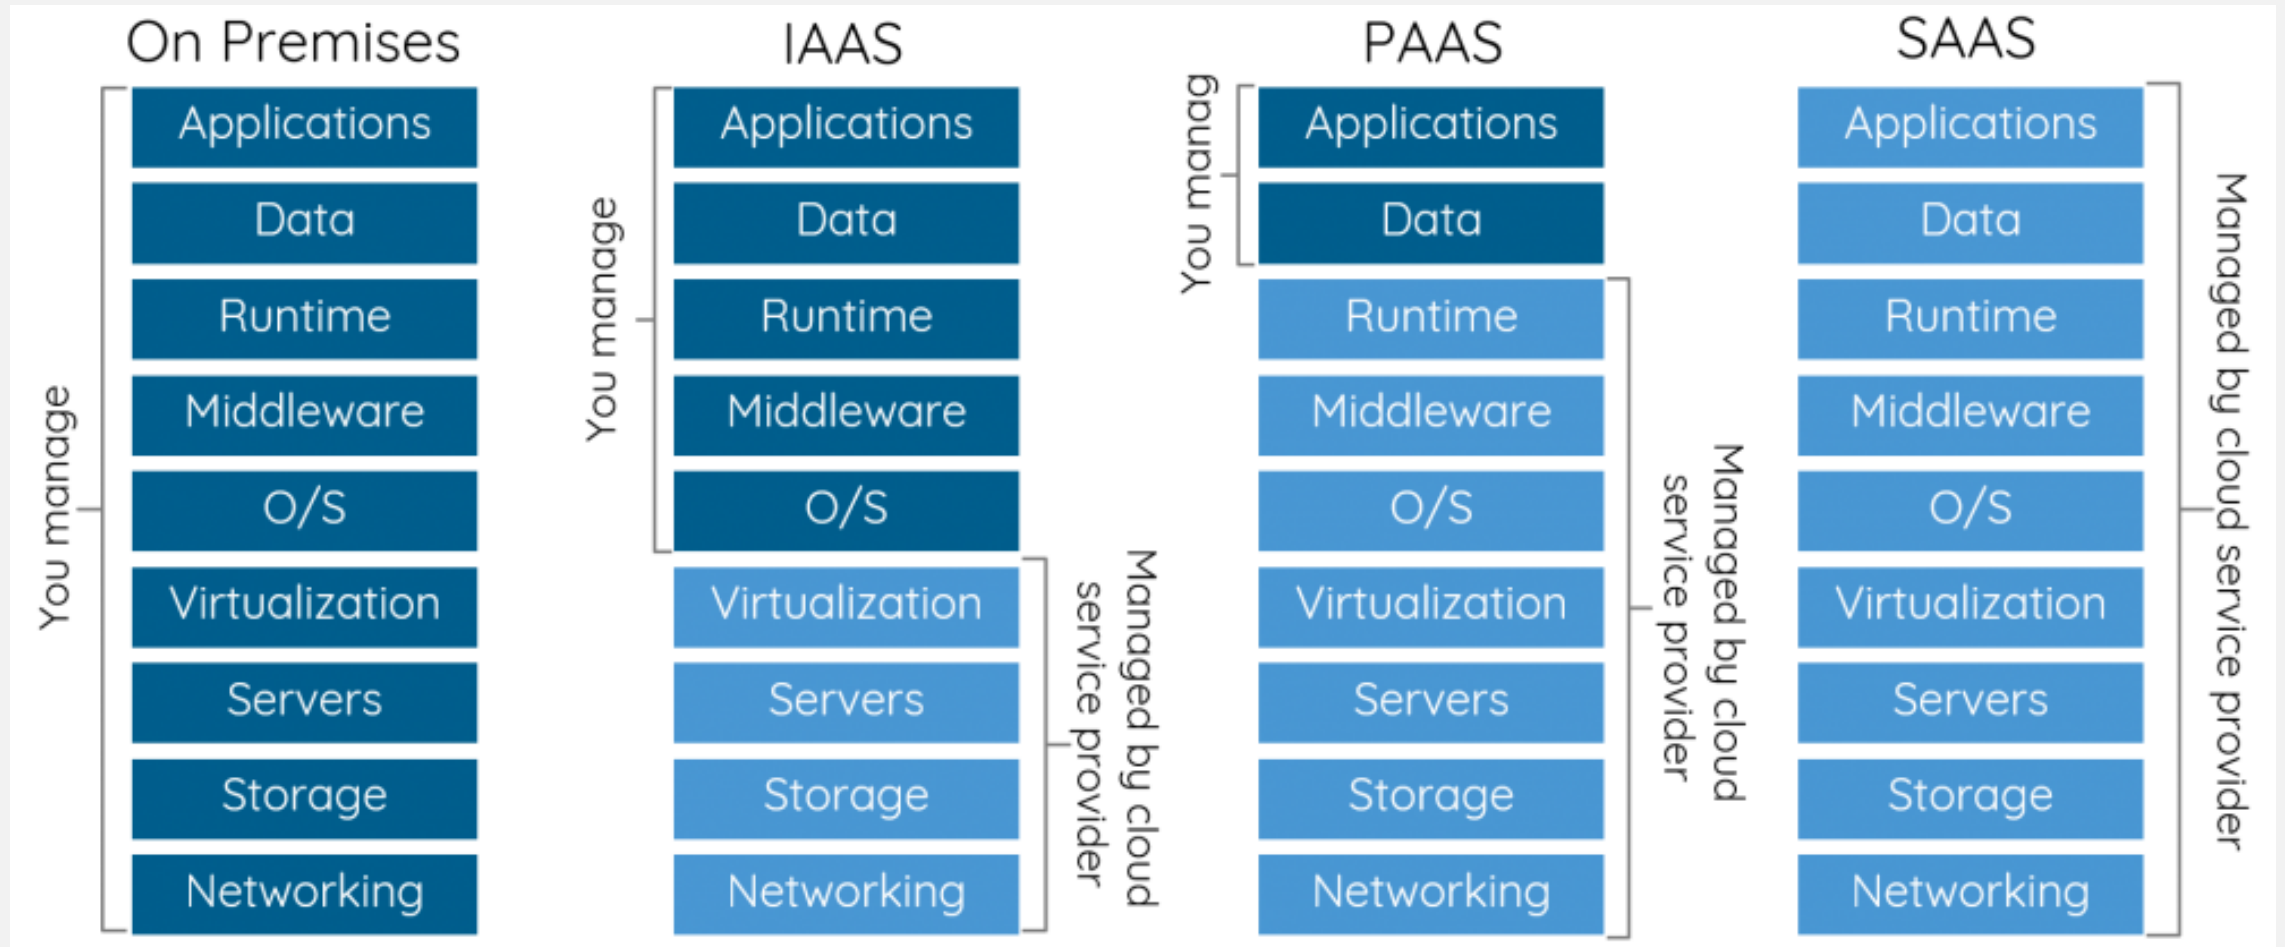 On Premises
You manage
Applications
Data
Runtime
Middleware
O/S
Virtualization
Servers
Storage
Networking
IAAS
You manage
Applications
Data
Runtime
Middleware
O/S
Virtualization
Servers
Storage
Networking
Managed by cloud
service provider
PAAS
You manag
Applications
Data
Runtime
Middleware
O/S
Virtualization
Servers
Storage
Networking
Managed by cloud
service provider
SAAS
Applications
Data
Runtime
Middleware
O/S
Virtualization
Servers
Storage
Networking
Managed by cloud service provider